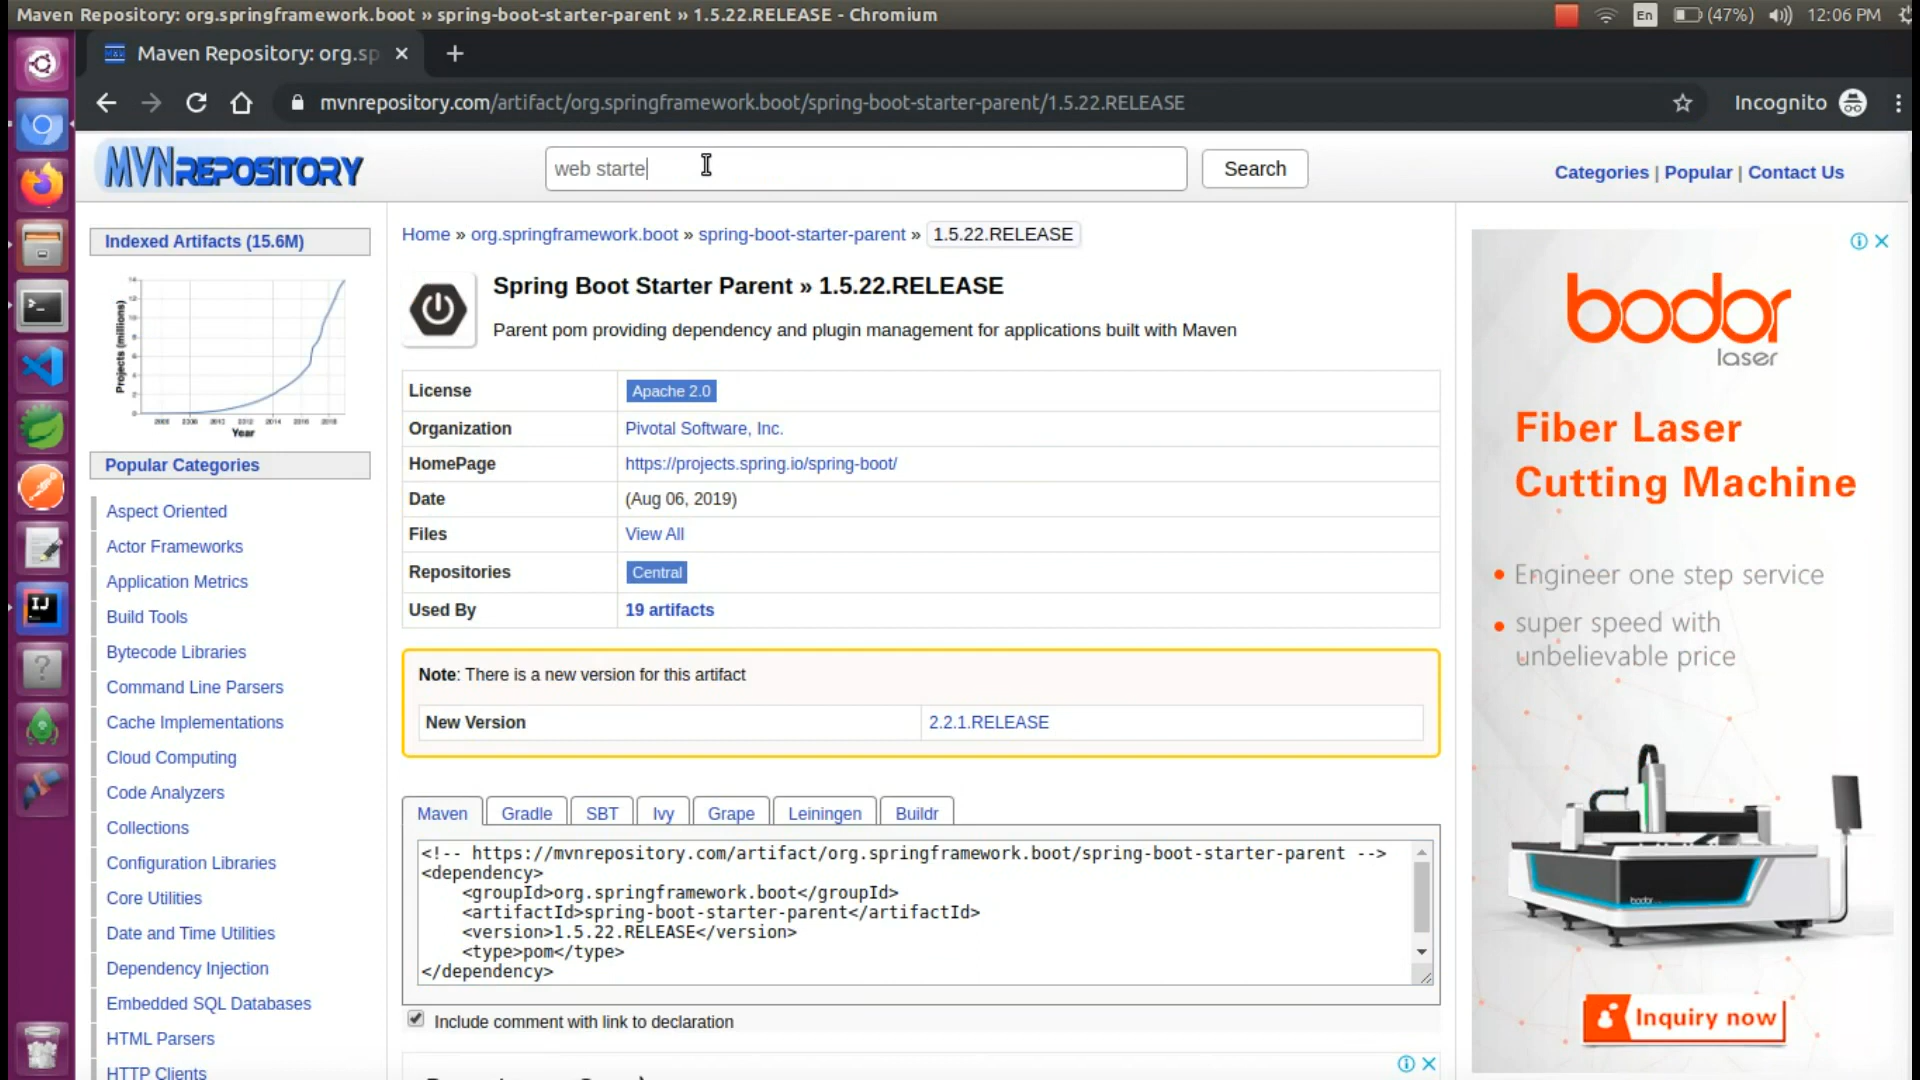 Maven Repository: org.springframework.boot » spring-boot-starter-parent » 1.5.22.RELEASE - Chromium
En
(47%)
12:06 PM
Maven Repository: org.sp
mvnrepository.com/artifact/org.springframework.boot/spring-boot-starter-parent/1.5.22.RELEASE
Incognito
MVNREPOSITORY
web starte
Search
Categories | Popular | Contact Us
Indexed Artifacts (15.6M)
Projects (millions)
Year
Popular Categories
Aspect Oriented
Actor Frameworks
Application Metrics
Build Tools
Bytecode Libraries
Command Line Parsers
Cache Implementations
Cloud Computing
Code Analyzers
Collections
Configuration Libraries
Core Utilities
Date and Time Utilities
Dependency Injection
Embedded SQL Databases
HTML Parsers
HTTP Clients
Home » org.springframework.boot » spring-boot-starter-parent » 1.5.22.RELEASE
Spring Boot Starter Parent » 1.5.22.RELEASE
Parent pom providing dependency and plugin management for applications built with Maven
License Apache 2.0
Organization Pivotal Software, Inc.
HomePage https://projects.spring.io/spring-boot/
Date (Aug 06, 2019)
Files View All
Repositories Central
Used By 19 artifacts
Note: There is a new version for this artifact
New Version 2.2.1.RELEASE
Maven Gradle SBT Ivy Grape Leiningen Buildr
<!-- https://mvnrepository.com/artifact/org.springframework.boot/spring-boot-starter-parent -->
<dependency>
    <groupId>org.springframework.boot</groupId>
    <artifactId>spring-boot-starter-parent</artifactId>
    <version>1.5.22.RELEASE</version>
    <type>pom</type>
</dependency>
Include comment with link to declaration
bodor
laser
Fiber Laser
Cutting Machine
• Engineer one step service
• super speed with
unbelievable price
bodor
Inquiry now
IJ